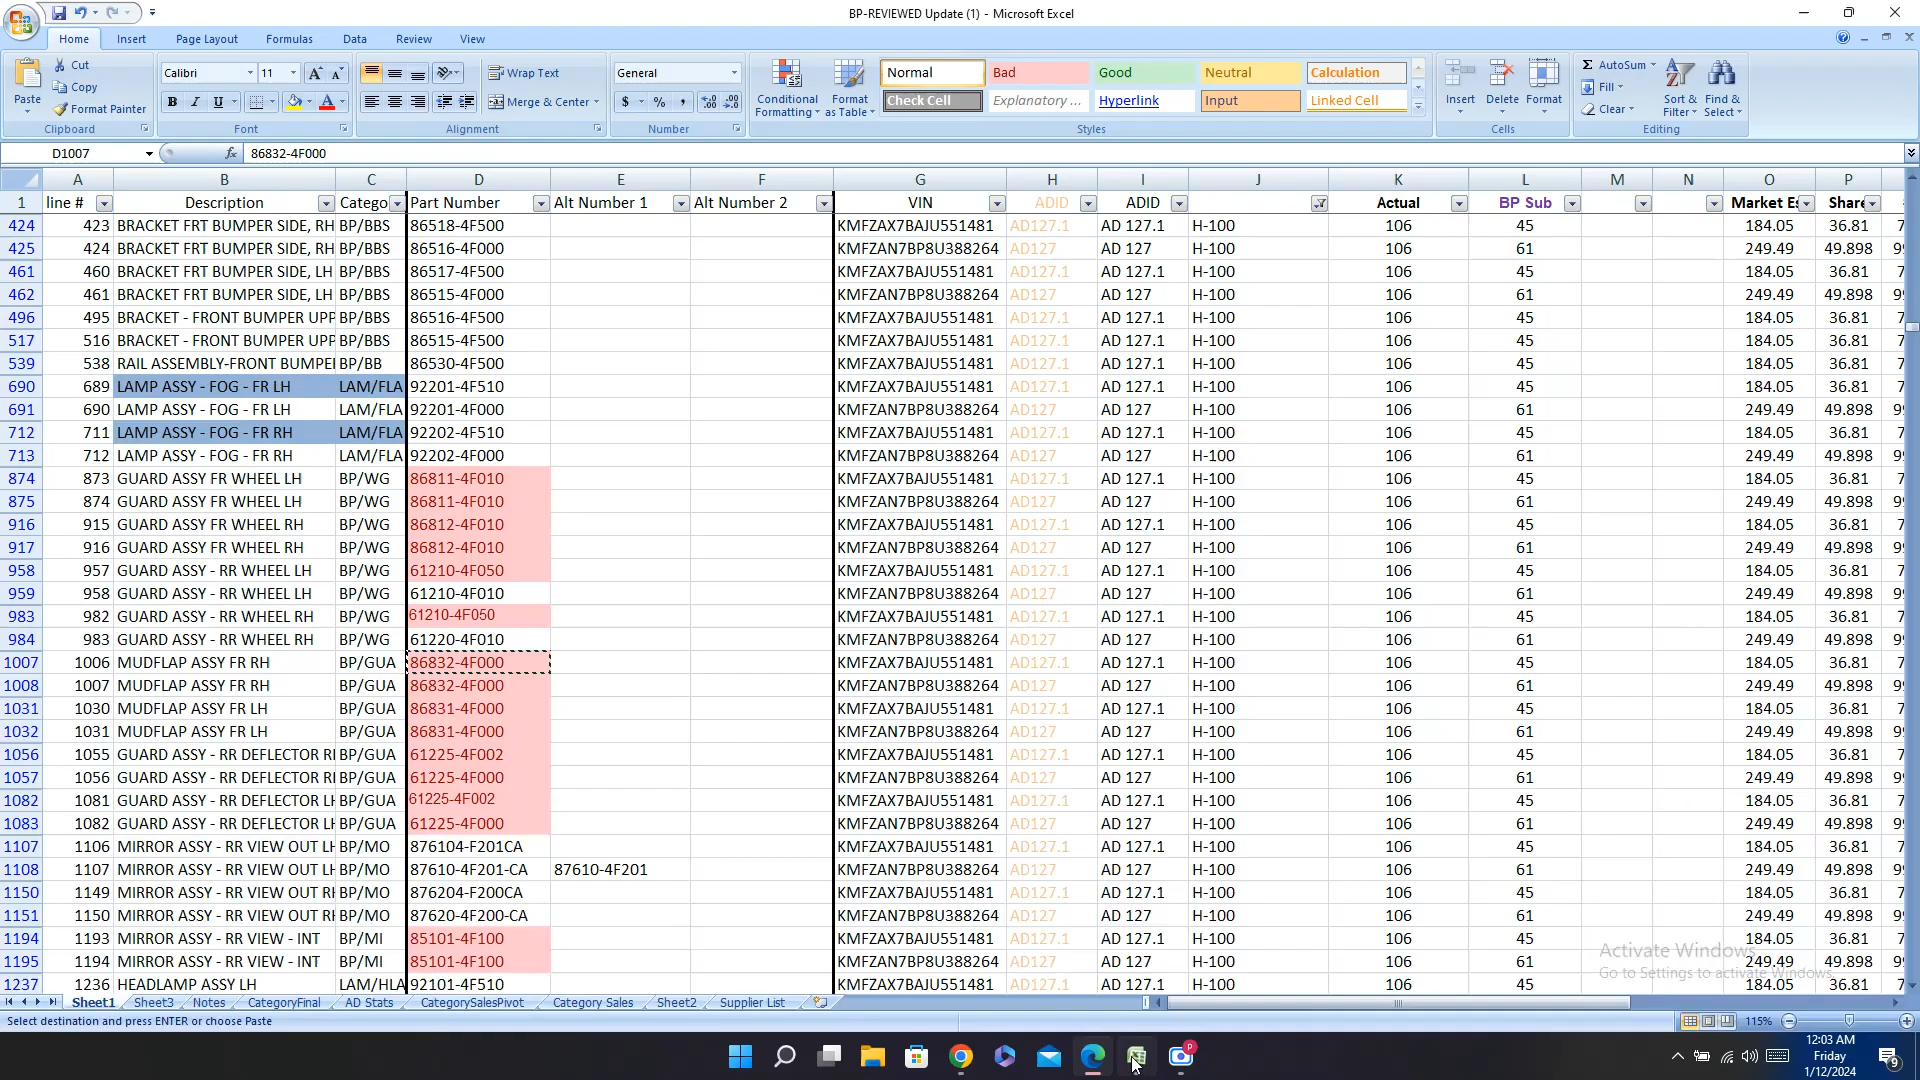 BP-REVIEWED Update (1) - Microsoft Excel
Home Insert Page Layout Formulas Data Review View
Paste Cut Copy Format Painter Clipboard
Calibri 11 A A B I U A Font
Wrap Text Merge & Center Alignment
General $ % , Number
Conditional Formatting Format as Table
Normal Bad Good Neutral Calculation
Check Cell Explanatory ... Hyperlink Input Linked Cell
Styles
Insert Delete Format Cells
AutoSum Fill Clear Sort & Filter Find & Select Editing
D1007 fx 86832-4F000
A B C D E F G H I J K L M N O P
1 line # Description Catego Part Number Alt Number 1 Alt Number 2 VIN ADID ADID Actual BP Sub Market Es Share
424 423 BRACKET FRT BUMPER SIDE, RH BP/BBS 86518-4F500 KMFZAX7BAJU551481 AD127.1 AD 127.1 H-100 106 45 184.05 36.81 7
425 424 BRACKET FRT BUMPER SIDE, RH BP/BBS 86516-4F000 KMFZAN7BP8U388264 AD127 AD 127 H-100 106 61 249.49 49.898 9
461 460 BRACKET FRT BUMPER SIDE, LH BP/BBS 86517-4F500 KMFZAX7BAJU551481 AD127.1 AD 127.1 H-100 106 45 184.05 36.81 7
462 461 BRACKET FRT BUMPER SIDE, LH BP/BBS 86515-4F000 KMFZAN7BP8U388264 AD127 AD 127 H-100 106 61 249.49 49.898 9
496 495 BRACKET - FRONT BUMPER UPP BP/BBS 86516-4F500 KMFZAX7BAJU551481 AD127.1 AD 127.1 H-100 106 45 184.05 36.81 7
517 516 BRACKET - FRONT BUMPER UPP BP/BBS 86515-4F500 KMFZAX7BAJU551481 AD127.1 AD 127.1 H-100 106 45 184.05 36.81 7
539 538 RAIL ASSEMBLY-FRONT BUMPE BP/BB 86530-4F500 KMFZAX7BAJU551481 AD127.1 AD 127.1 H-100 106 45 184.05 36.81 7
690 689 LAMP ASSY - FOG - FR LH LAM/FLA 92201-4F510 KMFZAX7BAJU551481 AD127.1 AD 127.1 H-100 106 45 184.05 36.81 7
691 690 LAMP ASSY - FOG - FR LH LAM/FLA 92201-4F000 KMFZAN7BP8U388264 AD127 AD 127 H-100 106 61 249.49 49.898 9
712 711 LAMP ASSY - FOG - FR RH LAM/FLA 92202-4F510 KMFZAX7BAJU551481 AD127.1 AD 127.1 H-100 106 45 184.05 36.81 7
713 712 LAMP ASSY - FOG - FR RH LAM/FLA 92202-4F000 KMFZAN7BP8U388264 AD127 AD 127 H-100 106 61 249.49 49.898 9
874 873 GUARD ASSY FR WHEEL LH BP/WG 86811-4F010 KMFZAX7BAJU551481 AD127.1 AD 127.1 H-100 106 45 184.05 36.81 7
875 874 GUARD ASSY FR WHEEL LH BP/WG 86811-4F010 KMFZAN7BP8U388264 AD127 AD 127 H-100 106 61 249.49 49.898 9
916 915 GUARD ASSY FR WHEEL RH BP/WG 86812-4F010 KMFZAX7BAJU551481 AD127.1 AD 127.1 H-100 106 45 184.05 36.81 7
917 916 GUARD ASSY FR WHEEL RH BP/WG 86812-4F010 KMFZAN7BP8U388264 AD127 AD 127 H-100 106 61 249.49 49.898 9
958 957 GUARD ASSY - RR WHEEL LH BP/WG 61210-4F050 KMFZAX7BAJU551481 AD127.1 AD 127.1 H-100 106 45 184.05 36.81 7
959 958 GUARD ASSY - RR WHEEL LH BP/WG 61210-4F010 KMFZAN7BP8U388264 AD127 AD 127 H-100 106 61 249.49 49.898 9
983 982 GUARD ASSY - RR WHEEL RH BP/WG 61210-4F050 KMFZAX7BAJU551481 AD127.1 AD 127.1 H-100 106 45 184.05 36.81 7
984 983 GUARD ASSY - RR WHEEL RH BP/WG 61220-4F010 KMFZAN7BP8U388264 AD127 AD 127 H-100 106 61 249.49 49.898 9
1007 1006 MUDFLAP ASSY FR RH BP/GUA 86832-4F000 KMFZAX7BAJU551481 AD127.1 AD 127.1 H-100 106 45 184.05 36.81 7
1008 1007 MUDFLAP ASSY FR RH BP/GUA 86832-4F000 KMFZAN7BP8U388264 AD127 AD 127 H-100 106 61 249.49 49.898 9
1031 1030 MUDFLAP ASSY FR LH BP/GUA 86831-4F000 KMFZAX7BAJU551481 AD127.1 AD 127.1 H-100 106 45 184.05 36.81 7
1032 1031 MUDFLAP ASSY FR LH BP/GUA 86831-4F000 KMFZAN7BP8U388264 AD127 AD 127 H-100 106 61 249.49 49.898 9
1056 1055 GUARD ASSY - RR DEFLECTOR R BP/GUA 61225-4F002 KMFZAX7BAJU551481 AD127.1 AD 127.1 H-100 106 45 184.05 36.81 7
1057 1056 GUARD ASSY - RR DEFLECTOR R BP/GUA 61225-4F000 KMFZAN7BP8U388264 AD127 AD 127 H-100 106 61 249.49 49.898 9
1082 1081 GUARD ASSY - RR DEFLECTOR LH BP/GUA 61225-4F002 KMFZAX7BAJU551481 AD127.1 AD 127.1 H-100 106 45 184.05 36.81 7
1083 1082 GUARD ASSY - RR DEFLECTOR LH BP/GUA 61225-4F000 KMFZAN7BP8U388264 AD127 AD 127 H-100 106 61 249.49 49.898 9
1107 1106 MIRROR ASSY - RR VIEW OUT LH BP/MO 876104-F201CA KMFZAX7BAJU551481 AD127.1 AD 127.1 H-100 106 45 184.05 36.81 7
1108 1107 MIRROR ASSY - RR VIEW OUT LH BP/MO 87610-4F201-CA 87610-4F201 KMFZAN7BP8U388264 AD127 AD 127 H-100 106 61 249.49 49.898 9
1150 1149 MIRROR ASSY - RR VIEW OUT RH BP/MO 876204-F200CA KMFZAX7BAJU551481 AD127.1 AD 127.1 H-100 106 45 184.05 36.81 7
1151 1150 MIRROR ASSY - RR VIEW OUT RH BP/MO 87620-4F200-CA KMFZAN7BP8U388264 AD127 AD 127 H-100 106 61 249.49 49.898 9
1194 1193 MIRROR ASSY - RR VIEW - INT BP/MI 85101-4F100 KMFZAX7BAJU551481 AD127.1 AD 127.1 H-100 106 45 184.05 36.81 7
1195 1194 MIRROR ASSY - RR VIEW - INT BP/MI 85101-4F100 KMFZAN7BP8U388264 AD127 AD 127 H-100 106 61 249.49 49.898 9
1237 1236 HEADLAMP ASSY LH LAM/HLA 92101-4F510 KMFZAX7BAJU551481 AD127.1 AD 127.1 H-100 106 45 184.05 36.81 7
Activate Windows
Go to Settings to activate Windows.
Sheet1 Sheet3 Notes CategoryFinal AD Stats CategorySalesPivot Category Sales Sheet2 Supplier List
Select destination and press ENTER or choose Paste 115%
12:03 AM
Friday
1/12/2024
9
P